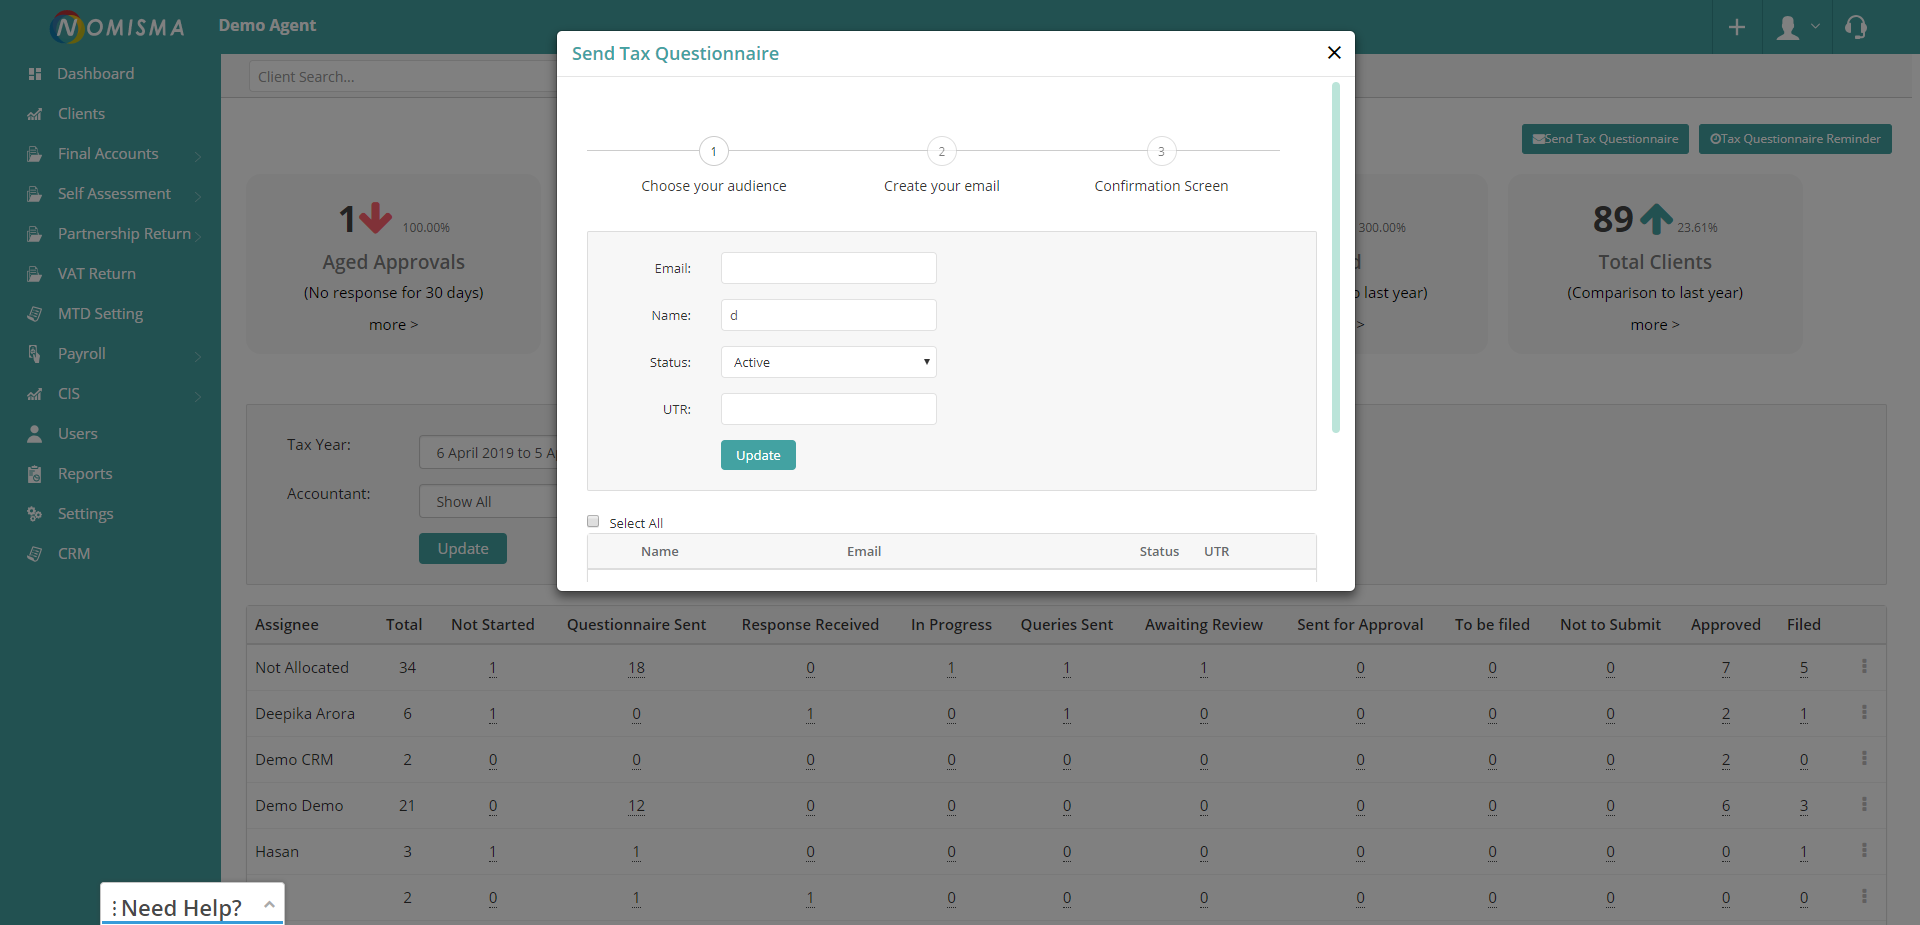 NOMISMA
Demo Agent
Dashboard
Clients
Final Accounts
Self Assessment
Partnership Return
VAT Return
MTD Setting
Payroll
CIS
Users
Reports
Settings
CRM
Client Search...
Send Tax Questionnaire
Tax Questionnaire Reminder
1 100.00%
Aged Approvals
(No response for 30 days)
more >
300.00%
last year)
>
89 23.61%
Total Clients
(Comparison to last year)
more >
Send Tax Questionnaire
1 2 3
Choose your audience Create your email Confirmation Screen
Email:
Name: d
Status: Active
UTR:
Update
Select All
Name Email Status UTR
Tax Year: 6 April 2019 to 5
Accountant: Show All
Update
Assignee Total Not Started Questionnaire Sent Response Received In Progress Queries Sent Awaiting Review Sent for Approval To be filed Not to Submit Approved Filed
Not Allocated 34 1 18 0 1 1 1 0 0 0 7 5
Deepika Arora 6 1 0 1 0 1 0 0 0 0 2 1
Demo CRM 2 0 0 0 0 0 0 0 0 0 2 0
Demo Demo 21 0 12 0 0 0 0 0 0 0 6 3
Hasan 3 1 1 0 0 0 0 0 0 0 0 1
2 0 1 1 0 0 0 0 0 0 0 0
Need Help?